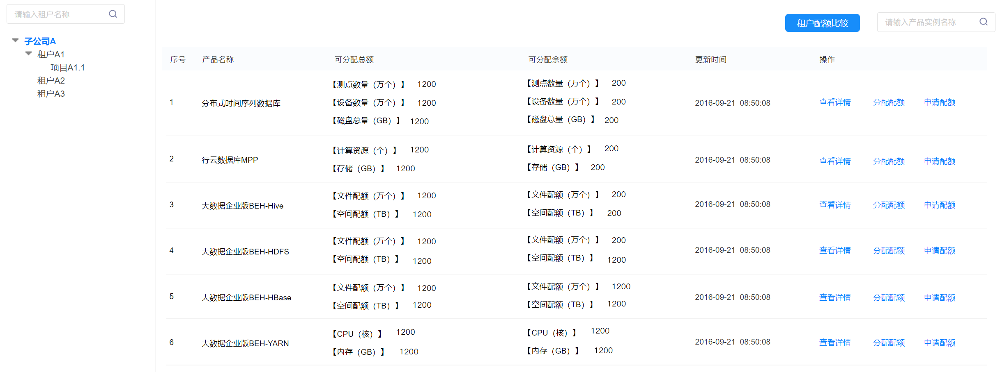 请输入租户名称
子公司A
租户A1
项目A1.1
租户A2
租户A3
租户配额比较
请输入产品实例名称
序号 产品名称 可分配总额 可分配余额 更新时间 操作
1 分布式时间序列数据库 2016-09-21 08:50:08 查看详情 分配配额 申请配额
【测点数量（万个）】 1200 【测点数量（万个）】 200
【设备数量（万个）】 1200 【设备数量（万个）】 200
【磁盘总量（GB）】 1200 【磁盘总量（GB）】 200
2 行云数据库MPP 2016-09-21 08:50:08 查看详情 分配配额 申请配额
【计算资源（个）】 1200 【计算资源（个）】 200
【存储（GB）】 1200 【存储（GB）】 200
3 大数据企业版BEH-Hive 2016-09-21 08:50:08 查看详情 分配配额 申请配额
【文件配额（万个）】 1200 【文件配额（万个）】 200
【空间配额（TB）】 1200 【空间配额（TB）】 200
4 大数据企业版BEH-HDFS 2016-09-21 08:50:08 查看详情 分配配额 申请配额
【文件配额（万个）】 1200 【文件配额（万个）】 200
【空间配额（TB）】 1200 【空间配额（TB）】 1200
5 大数据企业版BEH-HBase 2016-09-21 08:50:08 查看详情 分配配额 申请配额
【文件配额（万个）】 1200 【文件配额（万个）】 1200
【空间配额（TB）】 1200 【空间配额（TB）】 1200
6 大数据企业版BEH-YARN 2016-09-21 08:50:08 查看详情 分配配额 申请配额
【CPU（核）】 1200 【CPU（核）】 1200
【内存（GB）】 1200 【内存（GB）】 1200